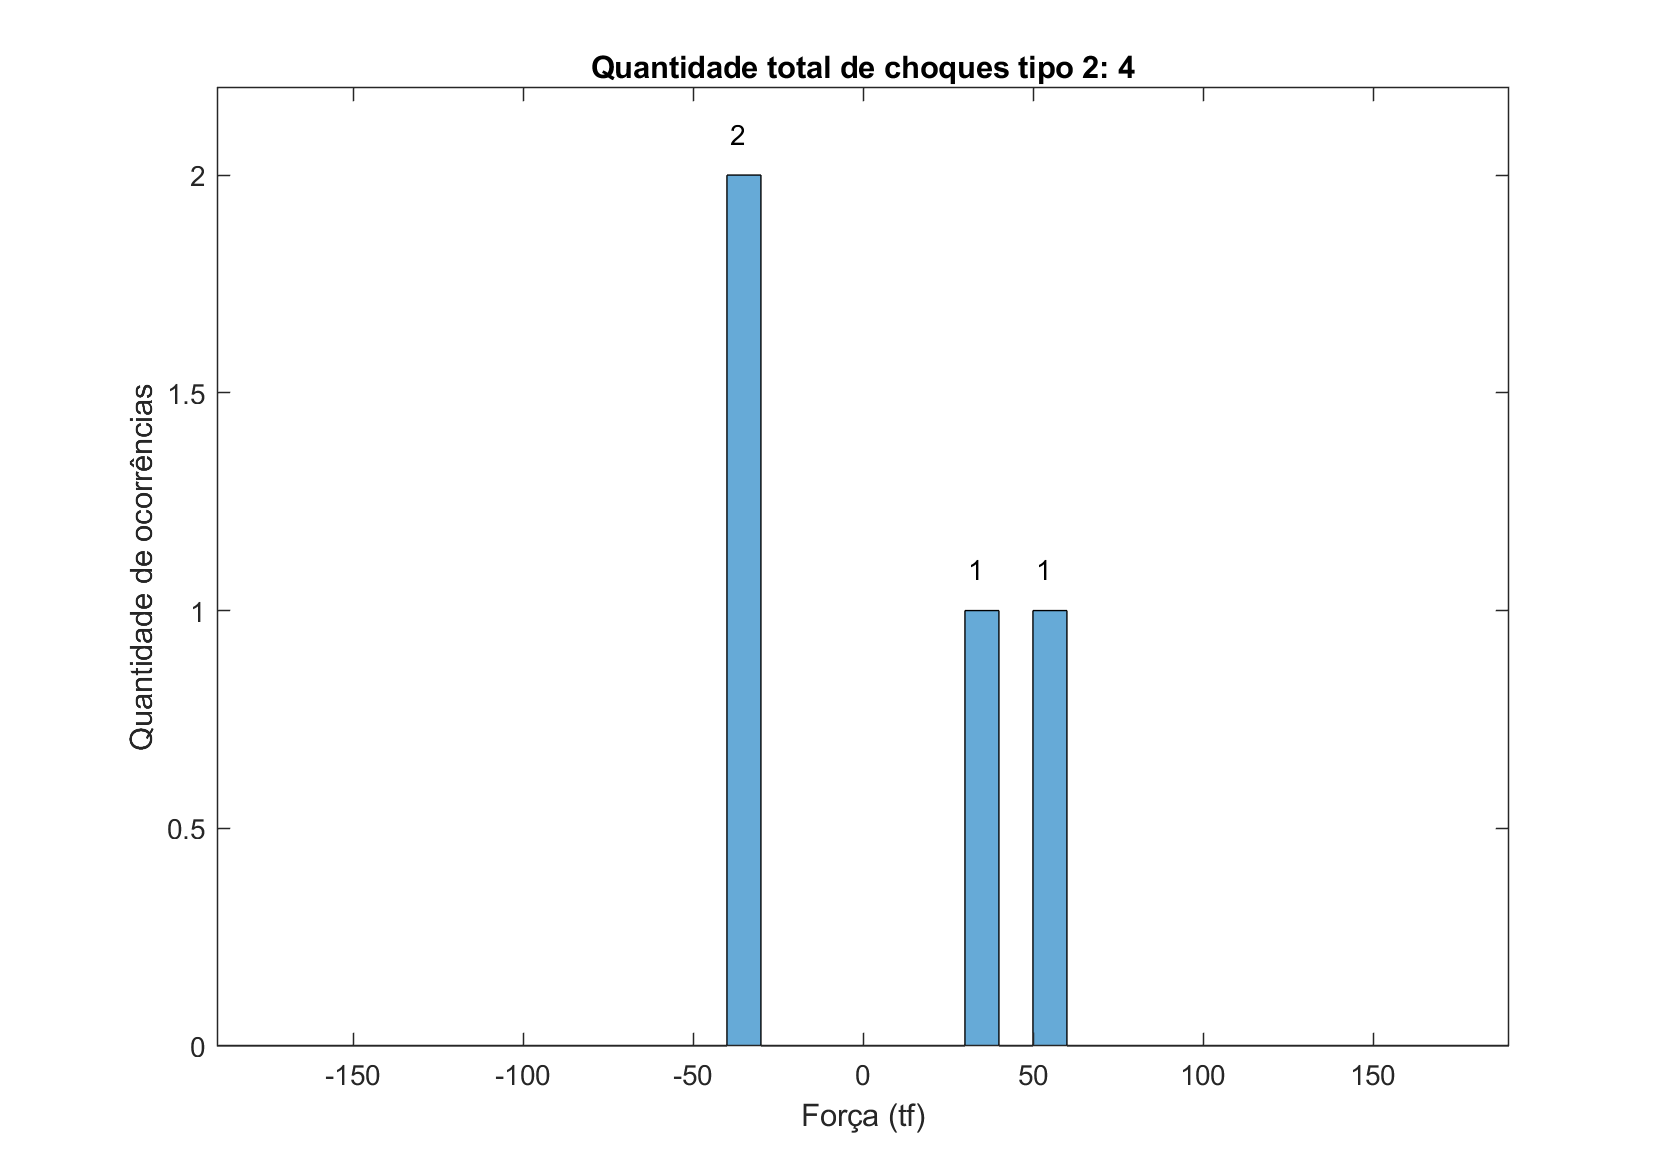 Quantidade total de choques tipo 2: 4
2
1 1
2
1.5
1
0.5
0
Quantidade de ocorrências
-150 -100 -50 0 50 100 150
Força (tf)